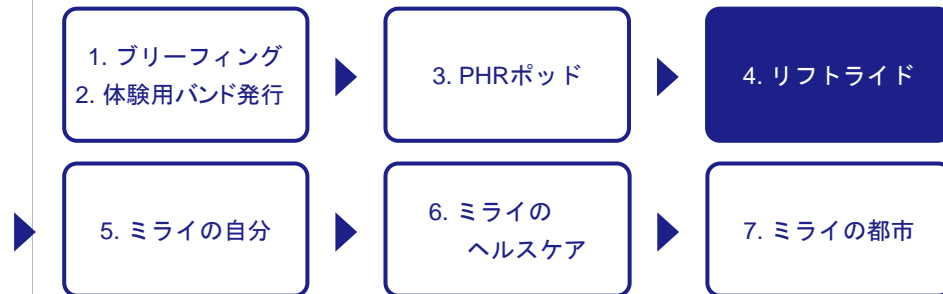 1. ブリーフィング
2. 体験用バンド発行
3. PHRポッド
4. リフトライド
5. ミライの自分
6. ミライの
ヘルスケア
7. ミライの都市